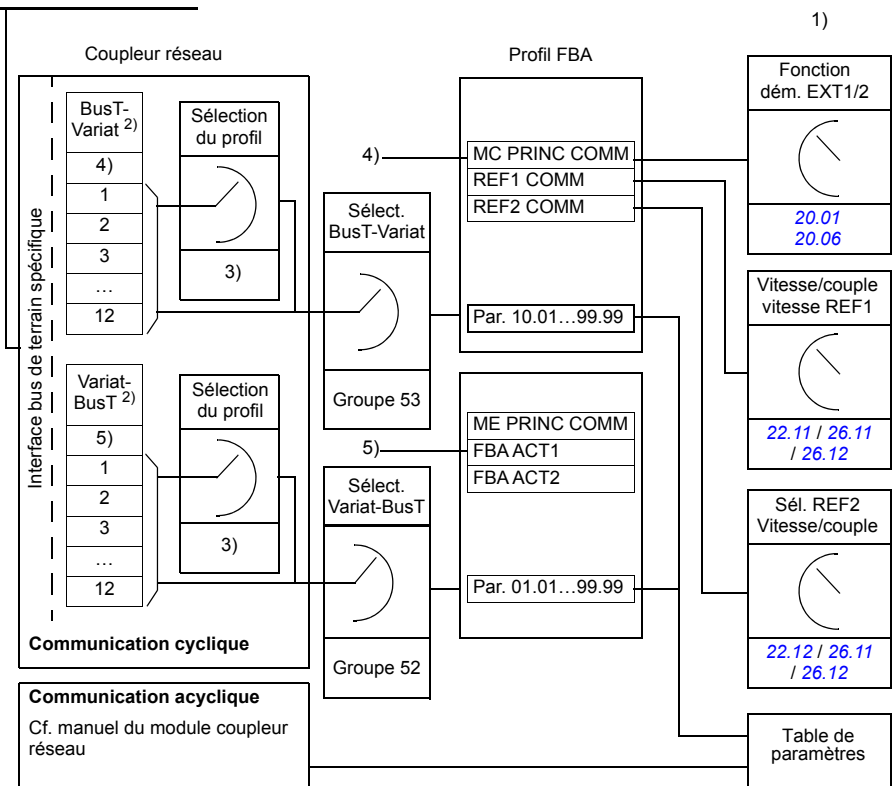 1)
Coupleur réseau
Profil FBA
Interface bus de terrain spécifique
BusT-
Variat 2)
4)
1
2
3
…
12
Sélection
du profil
3)
Variat-
BusT 2)
5)
1
2
3
…
12
Sélection
du profil
3)
Communication cyclique
Communication acyclique
Cf. manuel du module coupleur
réseau
4)
Sélect.
BusT-Variat
Groupe 53
5)
Sélect.
Variat-BusT
Groupe 52
MC PRINC COMM
REF1 COMM
REF2 COMM
Par. 10.01…99.99
ME PRINC COMM
FBA ACT1
FBA ACT2
Par. 01.01…99.99
Fonction
dém. EXT1/2
20.01
20.06
Vitesse/couple
vitesse REF1
22.11 / 26.11
/ 26.12
Sél. REF2
Vitesse/couple
22.12 / 26.11
/ 26.12
Table de
paramètres